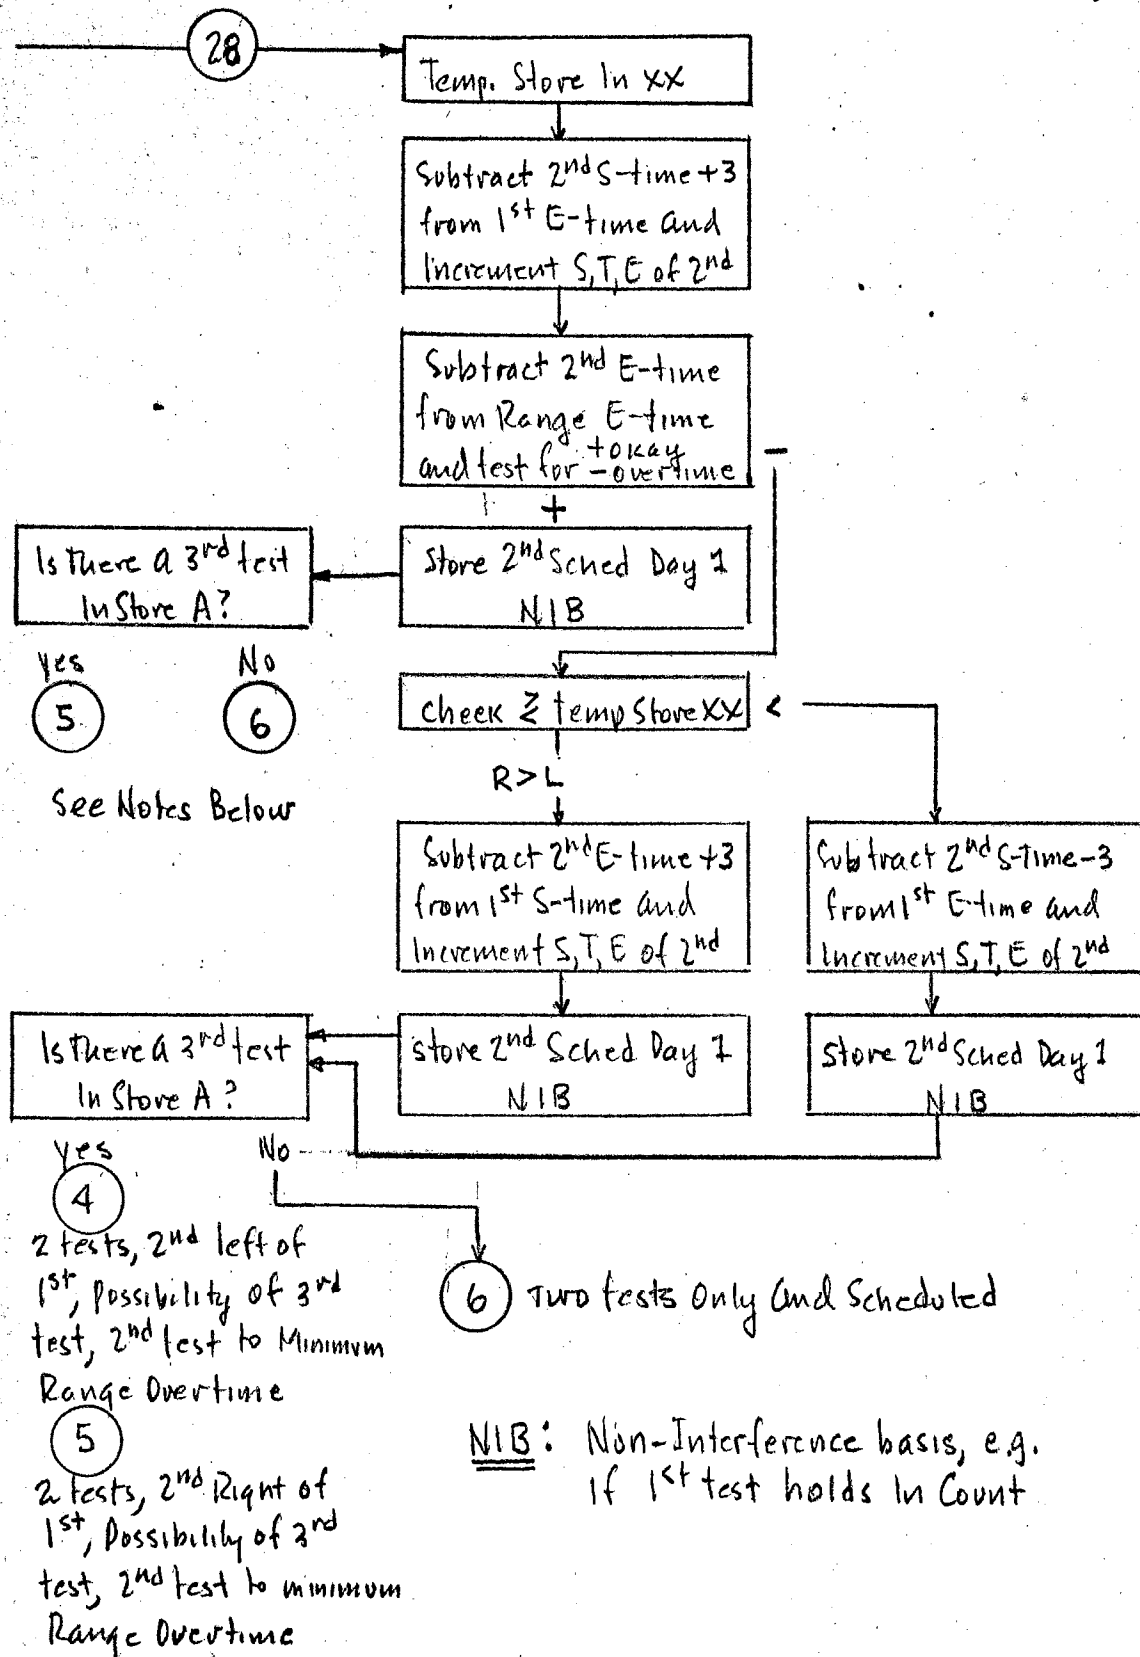 28
Temp. Store In XX
Subtract 2nd S-time+3
from 1st E-time and
Increment S,T,E of 2nd
Subtract 2nd E-time
from Range E-time
and test for +okay
-overtime
-
+
Store 2nd Sched Day 1
NIB
Is There a 3rd test
In Store A?
yes
No
5
6
See Notes Below
check ≷ temp Store XX
<
R>L
Subtract 2nd E-time+3
from 1st S-time and
Increment S,T,E of 2nd
Subtract 2nd S-Time-3
from 1st E-time and
Increment S,T,E of 2nd
Is There a 3rd test
In Store A?
Store 2nd Sched Day 1
NIB
Store 2nd Sched Day 1
NIB
yes
No
4
2 tests, 2nd left of
1st, Possibility of 3rd
test, 2nd test to Minimum
Range Overtime
6 Two tests Only and Scheduled
5
2 tests, 2nd Right of
1st, Possibility of 3rd
test, 2nd test to minimum
Range Overtime
NIB: Non-Interference basis, e.g.
If 1st test holds In Count